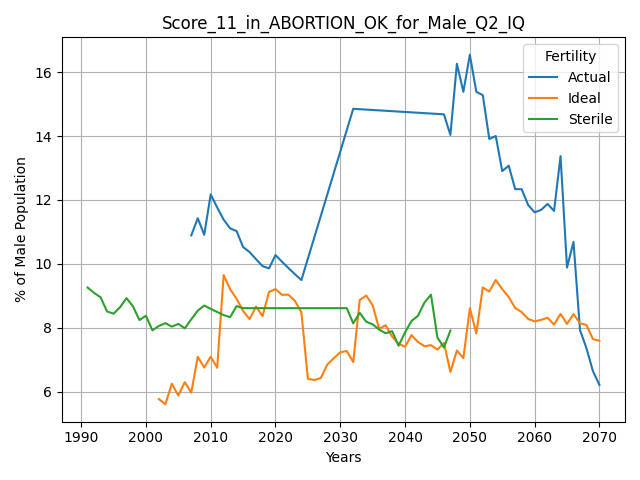 Score_11_in_ABORTION_OK_for_Male_Q2_IQ
Fertility
Actual
Ideal
Sterile
% of Male Population
16
14
12
10
8
6
1990 2000 2010 2020 2030 2040 2050 2060 2070
Years